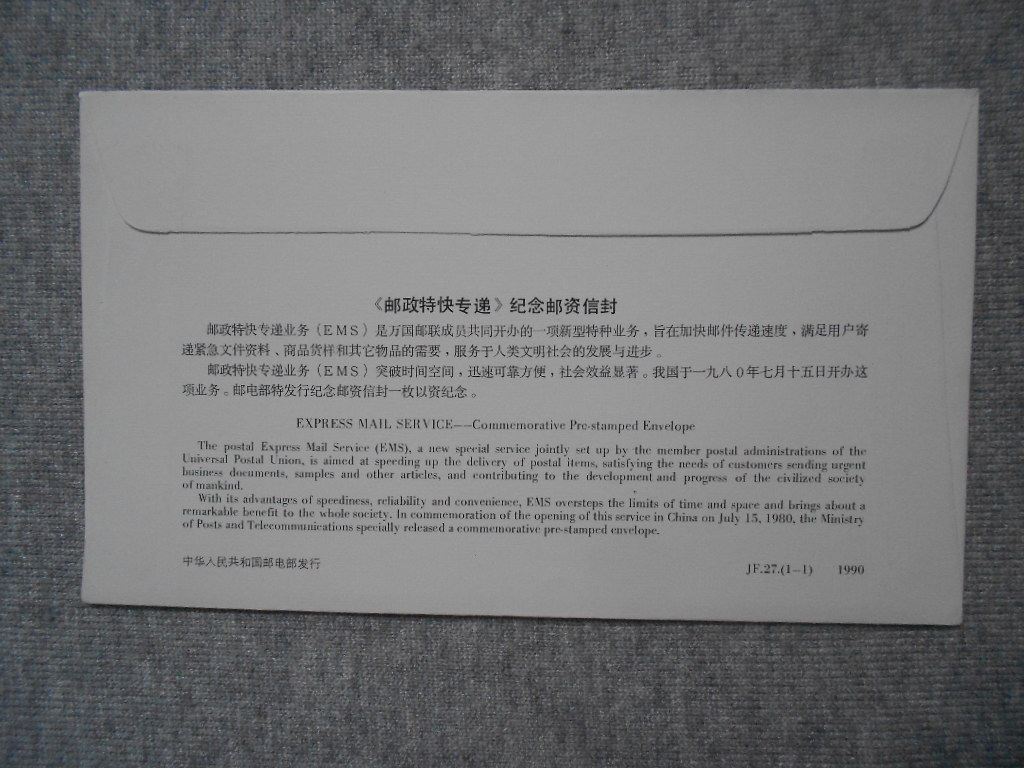 《邮政特快专递》纪念邮资信封
邮政特快专递业务(EMS)是万国邮联成员共同开办的一项新型特种业务,旨在加快邮件传递速度,满足用户寄
递紧急文件资料、商品货样和其它物品的需要,服务于人类文明社会的发展与进步。
邮政特快专递业务(EMS)突破时间空间,迅速可靠方便,社会效益显著。我国于一九八0年七月十五日开办这
项业务。邮电部特发行纪念邮资信封一枚以资纪念。
EXPRESS MAIL SERVICE——Commemorative Pre-stamped Envelope
The postal Express Mail Service (EMS), a new special service jointly set up by the member postal administrations of the
Universal Postal Union, is aimed at speeding up the delivery of postal items, satisfying the needs of customers sending urgent
business documents, samples and other articles, and contributing to the development and progress of the civilized society
of mankind.
With its advantages of speediness, reliability and convenience, EMS oversteps the limits of time and space and brings about a
remarkable benefit to the whole society. In commemoration of the opening of this service in China on July 15, 1980, the Ministry
of Posts and Telecommunications specially released a commemorative pre-stamped envelope.
中华人民共和国邮电部发行 JF.27.(1—1) 1990